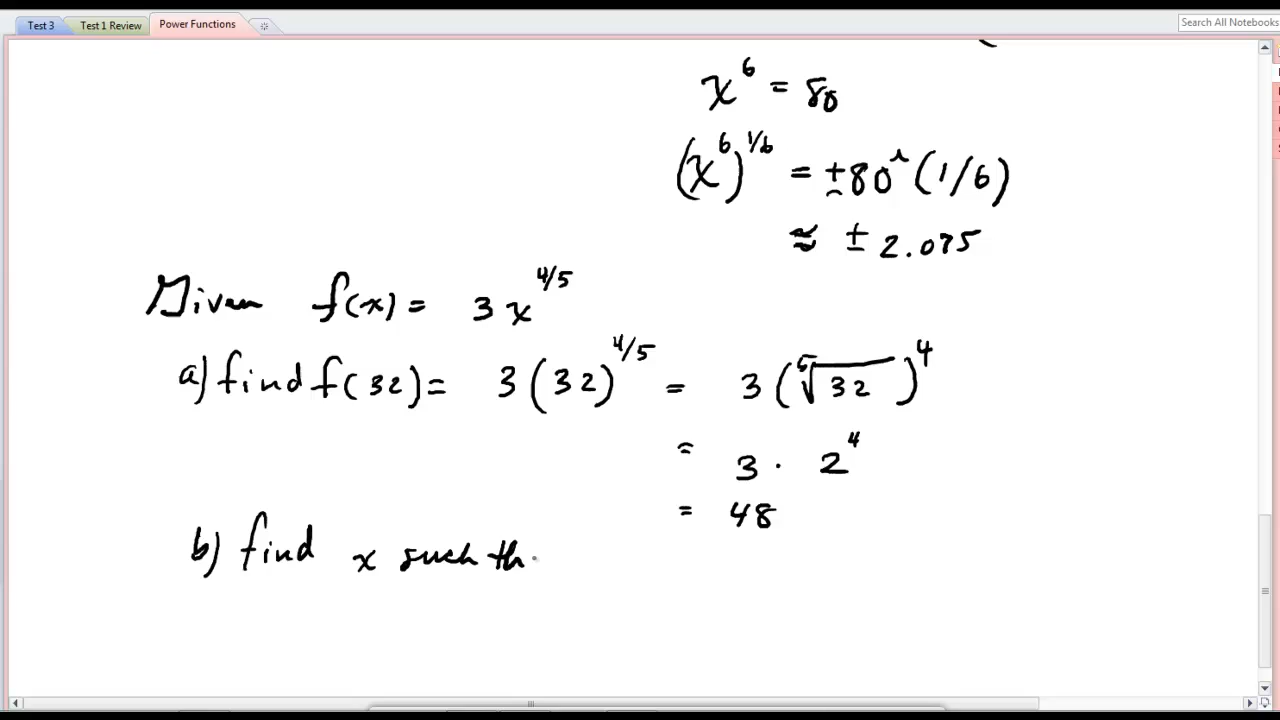 Test 3 Test 1 Review Power Functions
Search All Notebooks
x^6 = 80
(x^6)^1/6 = ±80^(1/6)
≈ ± 2.075
Given f(x) = 3x^4/5
a) find f(32) = 3(32)^4/5 = 3(⁵√32)^4
= 3 · 2^4
= 48
b) find x such th